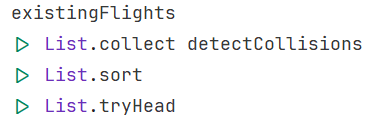 existingFlights
|> List.collect detectCollisions
|> List.sort
|> List.tryHead